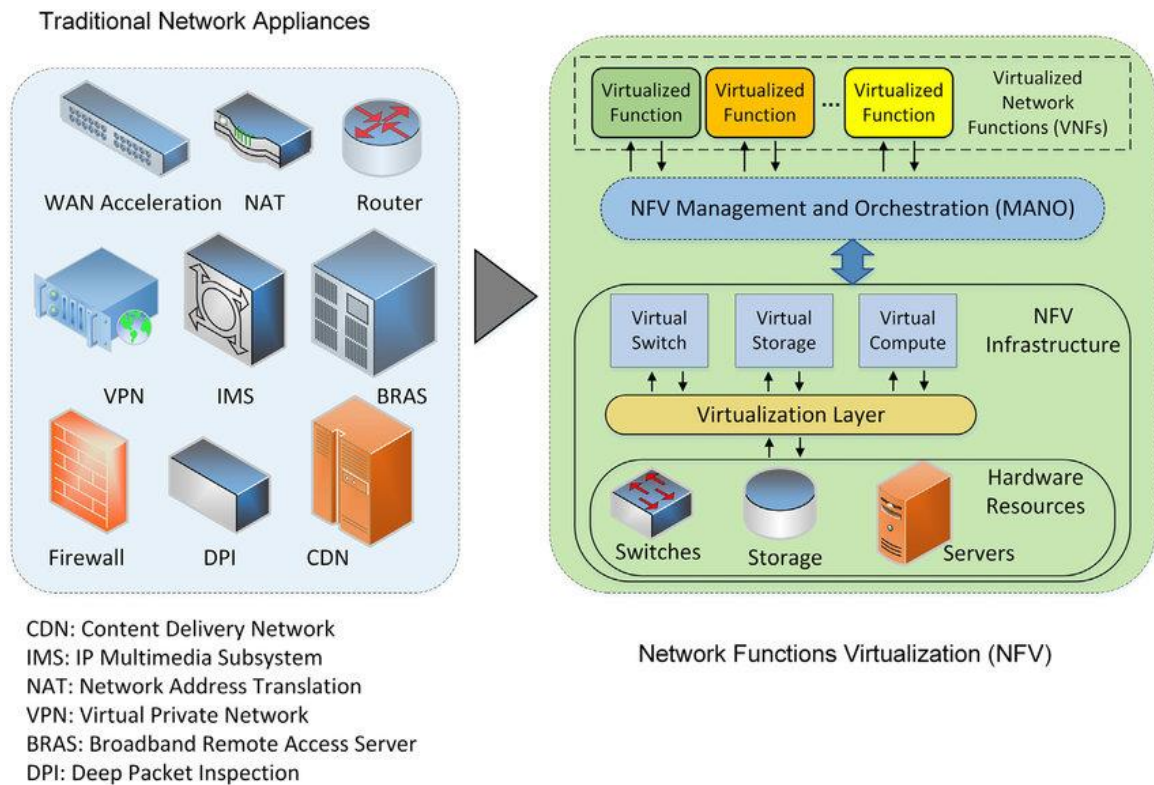 Traditional Network Appliances
WAN Acceleration
NAT
Router
VPN
IMS
BRAS
Firewall
DPI
CDN
CDN: Content Delivery Network
IMS: IP Multimedia Subsystem
NAT: Network Address Translation
VPN: Virtual Private Network
BRAS: Broadband Remote Access Server
DPI: Deep Packet Inspection
Virtualized
Function
Virtualized
Function
...
Virtualized
Function
Virtualized
Network
Functions (VNFs)
NFV Management and Orchestration (MANO)
Virtual
Switch
Virtual
Storage
Virtual
Compute
NFV
Infrastructure
Virtualization Layer
Hardware
Resources
Switches
Storage
Servers
Network Functions Virtualization (NFV)